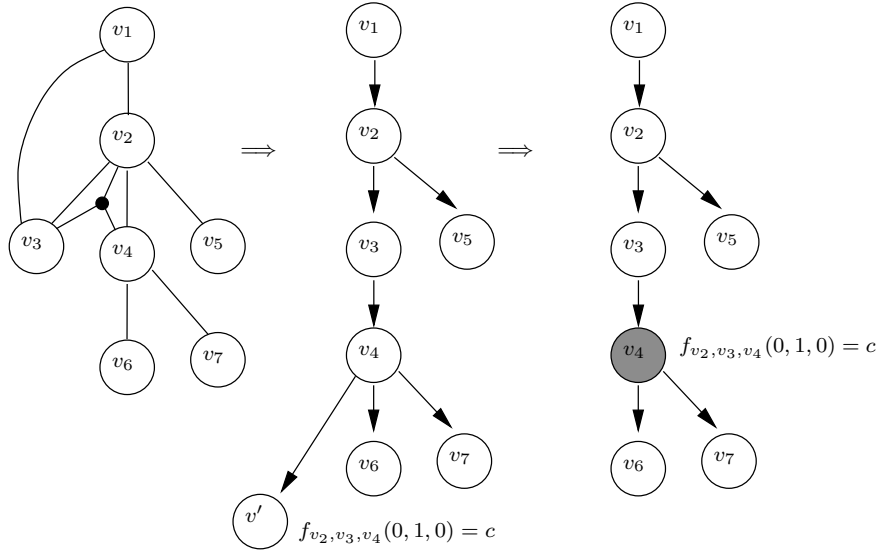 v₁ v₁ v₁
v₂ ⟹ v₂ ⟹ v₂
v₃ v₄ v₅ v₃ v₅ v₃ v₅
v₆ v₇ v₄ v₄ f_{v₂,v₃,v₄}(0, 1, 0) = c
v₆ v₇ v₆ v₇
v′ f_{v₂,v₃,v₄}(0, 1, 0) = c